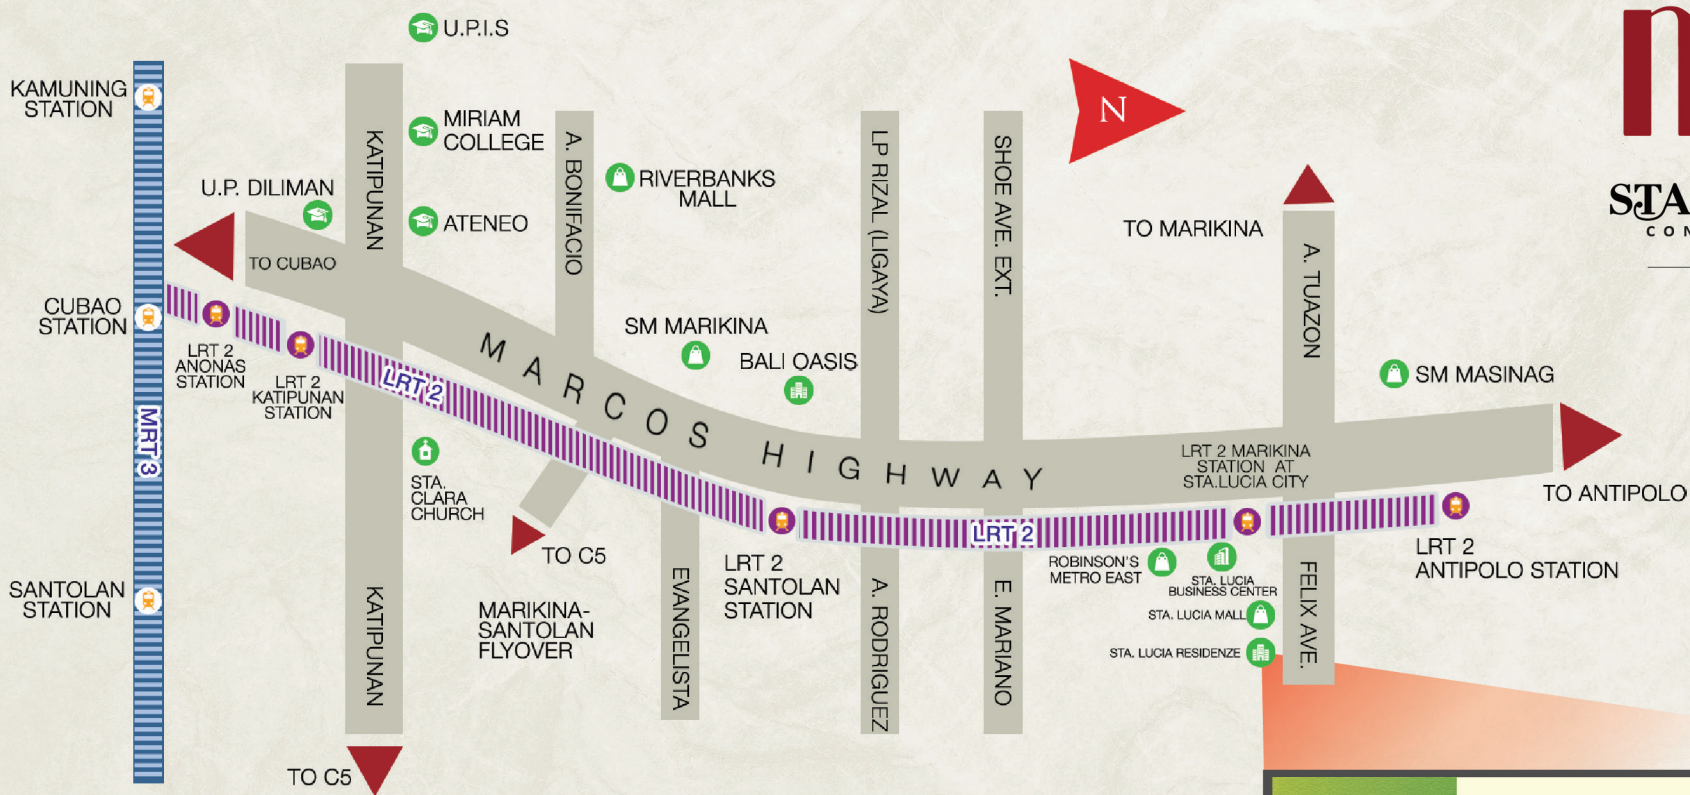 U.P.I.S
KAMUNING
STATION
MIRIAM
COLLEGE
KATIPUNAN
A. BONIFACIO
RIVERBANKS
MALL
LP RIZAL (LIGAYA)
SHOE AVE. EXT.
N
U.P. DILIMAN
ATENEO
TO CUBAO
TO MARIKINA
A. TUAZON
STA
CON
CUBAO
STATION
LRT 2
ANONAS
STATION
LRT 2
KATIPUNAN
STATION
LRT 2
MARCOS HIGHWAY
SM MARIKINA
BALI OASIS
SM MASINAG
MRT 3
STA.
CLARA
CHURCH
LRT 2 MARIKINA
STATION AT
STA.LUCIA CITY
TO ANTIPOLO
TO C5
LRT 2
SANTOLAN
STATION
LRT 2
ROBINSON'S
METRO EAST
STA. LUCIA
BUSINESS CENTER
LRT 2
ANTIPOLO STATION
SANTOLAN
STATION
KATIPUNAN
MARIKINA-
SANTOLAN
FLYOVER
EVANGELISTA
A. RODRIGUEZ
E. MARIANO
STA. LUCIA MALL
STA. LUCIA RESIDENZE
FELIX AVE.
TO C5